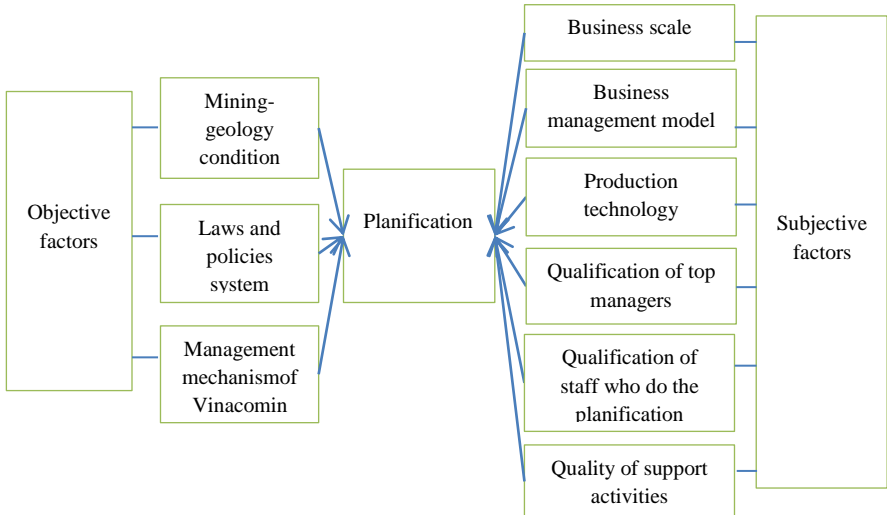 Objective
factors
Mining-
geology
condition
Laws and
policies
system
Management
mechanismof
Vinacomin
Planification
Business scale
Business
management model
Production
technology
Qualification of top
managers
Qualification of
staff who do the
planification
Quality of support
activities
Subjective
factors